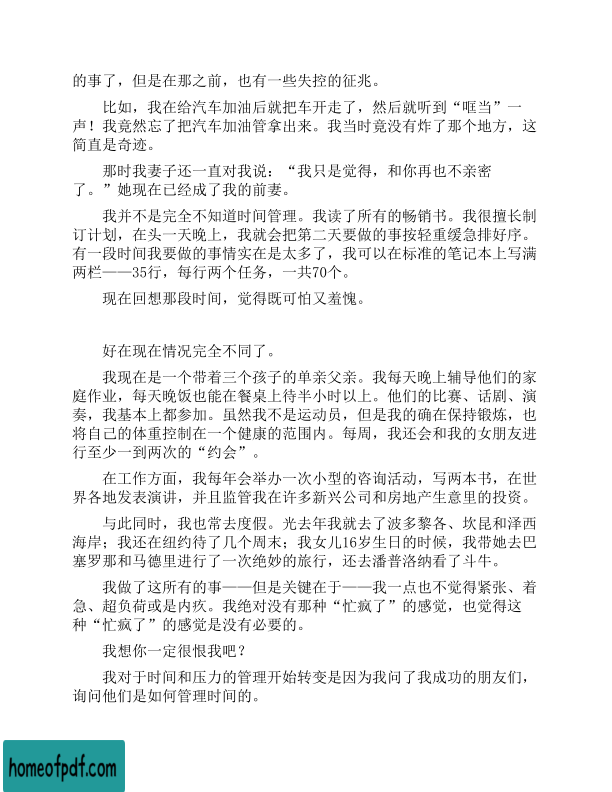 的事了，但是在那之前，也有一些失控的征兆。
比如，我在给汽车加油后就把车开走了，然后就听到“哐当”一
声！我竟然忘了把汽车加油管拿出来。我当时竟没有炸了那个地方，这
简直是奇迹。
那时我妻子还一直对我说：“我只是觉得，和你再也不亲密
了。”她现在已经成了我的前妻。
我并不是完全不知道时间管理。我读了所有的畅销书。我很擅长制
订计划，在头一天晚上，我就会把第二天要做的事按轻重缓急排好序。
有一段时间我要做的事情实在是太多了，我可以在标准的笔记本上写满
两栏——35行，每行两个任务，一共70个。
现在回想那段时间，觉得既可怕又羞愧。
好在现在情况完全不同了。
我现在是一个带着三个孩子的单亲父亲。我每天晚上辅导他们的家
庭作业，每天晚饭也能在餐桌上待半小时以上。他们的比赛、话剧、演
奏，我基本上都参加。虽然我不是运动员，但是我的确在保持锻炼，也
将自己的体重控制在一个健康的范围内。每周，我还会和我的女朋友进
行至少一到两次的“约会”。
在工作方面，我每年会举办一次小型的咨询活动，写两本书，在世
界各地发表演讲，并且监管我在许多新兴公司和房地产生意里的投资。
与此同时，我也常去度假。光去年我就去了波多黎各、坎昆和泽西
海岸；我还在纽约待了几个周末；我女儿16岁生日的时候，我带她去巴
塞罗那和马德里进行了一次绝妙的旅行，还去潘普洛纳看了斗牛。
我做了这所有的事——但是关键在于——我一点也不觉得紧张、着
急、超负荷或是内疚。我绝对没有那种“忙疯了”的感觉，也觉得这
种“忙疯了”的感觉是没有必要的。
我想你一定很恨我吧？
我对于时间和压力的管理开始转变是因为我问了我成功的朋友们，
询问他们是如何管理时间的。
homeofpdf.com